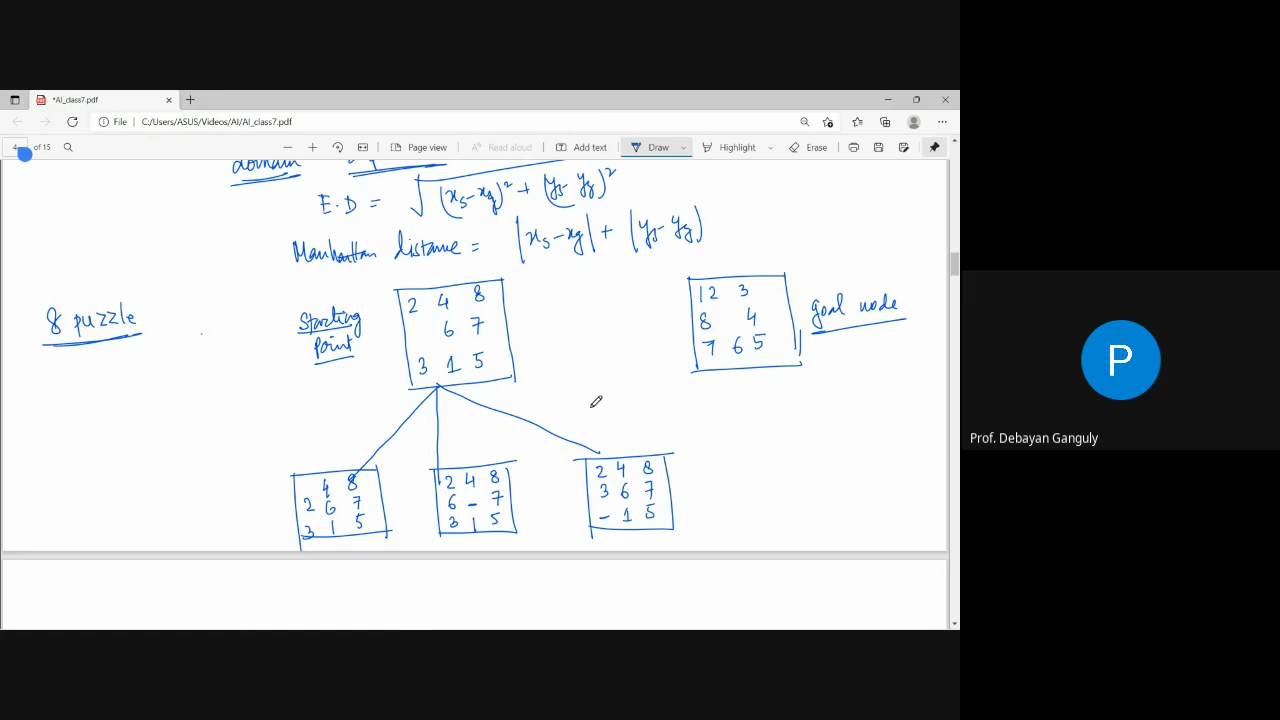 *AI_class7.pdf
File C:/Users/ASUS/Videos/AI/AI_class7.pdf
4 of 15 Page view Read aloud Add text Draw Highlight Erase
domain
E.D = √(xs-xg)² + (ys-yg)²
Manhattan distance = |xs-xg| + |ys-yg|
8 puzzle
Starting point
2 4 8
6 7
3 1 5
1 2 3
8 4
7 6 5
goal node
4 8
2 6 7
3 1 5
2 4 8
6 - 7
3 1 5
2 4 8
3 6 7
- 1 5
P
Prof. Debayan Ganguly